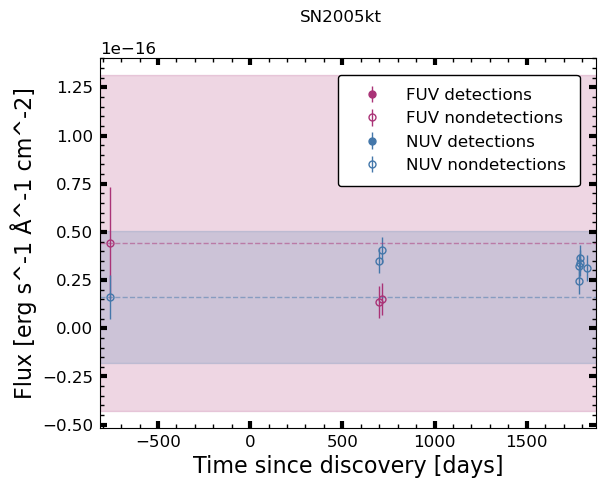 SN2005kt
1e−16
Flux [erg s^-1 Å^-1 cm^-2]
1.25
1.00
0.75
0.50
0.25
0.00
−0.25
−0.50
FUV detections
FUV nondetections
NUV detections
NUV nondetections
−500 0 500 1000 1500
Time since discovery [days]